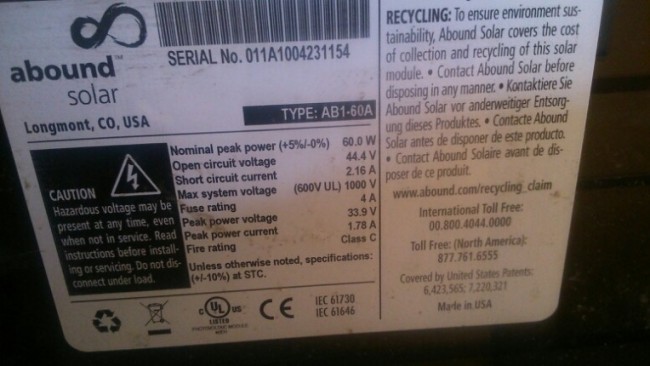 abound™
solar
Longmont, CO, USA
SERIAL No. 011A1004231154
TYPE: AB1-60A
CAUTION
Hazardous voltage may be
present at any time, even
when not in service. Read
instructions before install-
ing or servicing. Do not dis-
connect under load.
Nominal peak power (+5%/-0%) 60.0 W
Open circuit voltage 44.4 V
Short circuit current 2.16 A
Max system voltage (600V UL) 1000 V
Fuse rating 4 A
Peak power voltage 33.9 V
Peak power current 1.78 A
Fire rating Class C
Unless otherwise noted, specifications:
(+/-10%) at STC.
c UL US
LISTED
PHOTOVOLTAIC MODULE
CE
IEC 61730
IEC 61646
RECYCLING: To ensure environment sus-
tainability, Abound Solar covers the cost
of collection and recycling of this solar
module. • Contact Abound Solar before
disposing in any manner. • Kontaktiere Sie
Abound Solar vor anderweitiger Entsorg-
ung dieses Produktes. • Contacte Abound
Solar antes de disponer de este producto.
• Contact Abound Solaire avant de dis-
poser de ce produit.
www.abound.com/recycling_claim
International Toll Free:
00.800.4044.0000
Toll Free: (North America):
877.761.6555
Covered by United States Patents:
6,423,565; 7,220,321
Made in USA